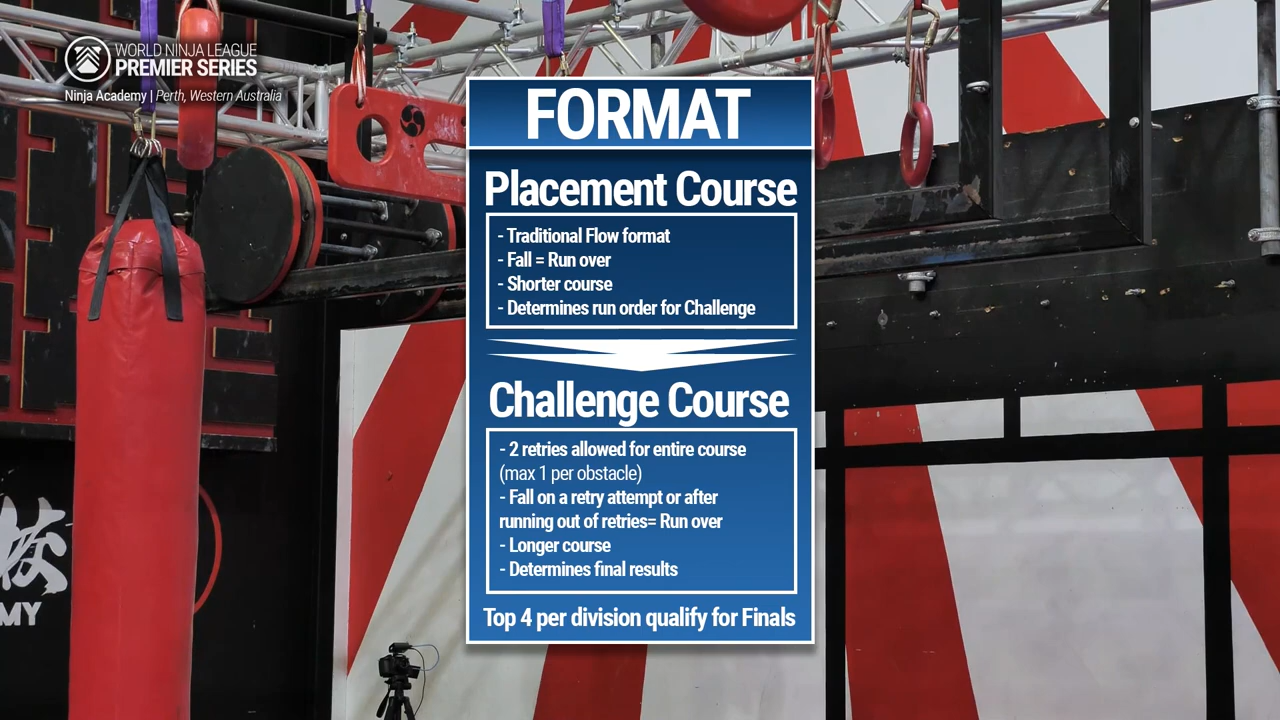 WORLD NINJA LEAGUE
PREMIER SERIES
Ninja Academy | Perth, Western Australia
FORMAT
Placement Course
- Traditional Flow format
- Fall = Run over
- Shorter course
- Determines run order for Challenge
Challenge Course
- 2 retries allowed for entire course
(max 1 per obstacle)
- Fall on a retry attempt or after
running out of retries= Run over
- Longer course
- Determines final results
Top 4 per division qualify for Finals
MY